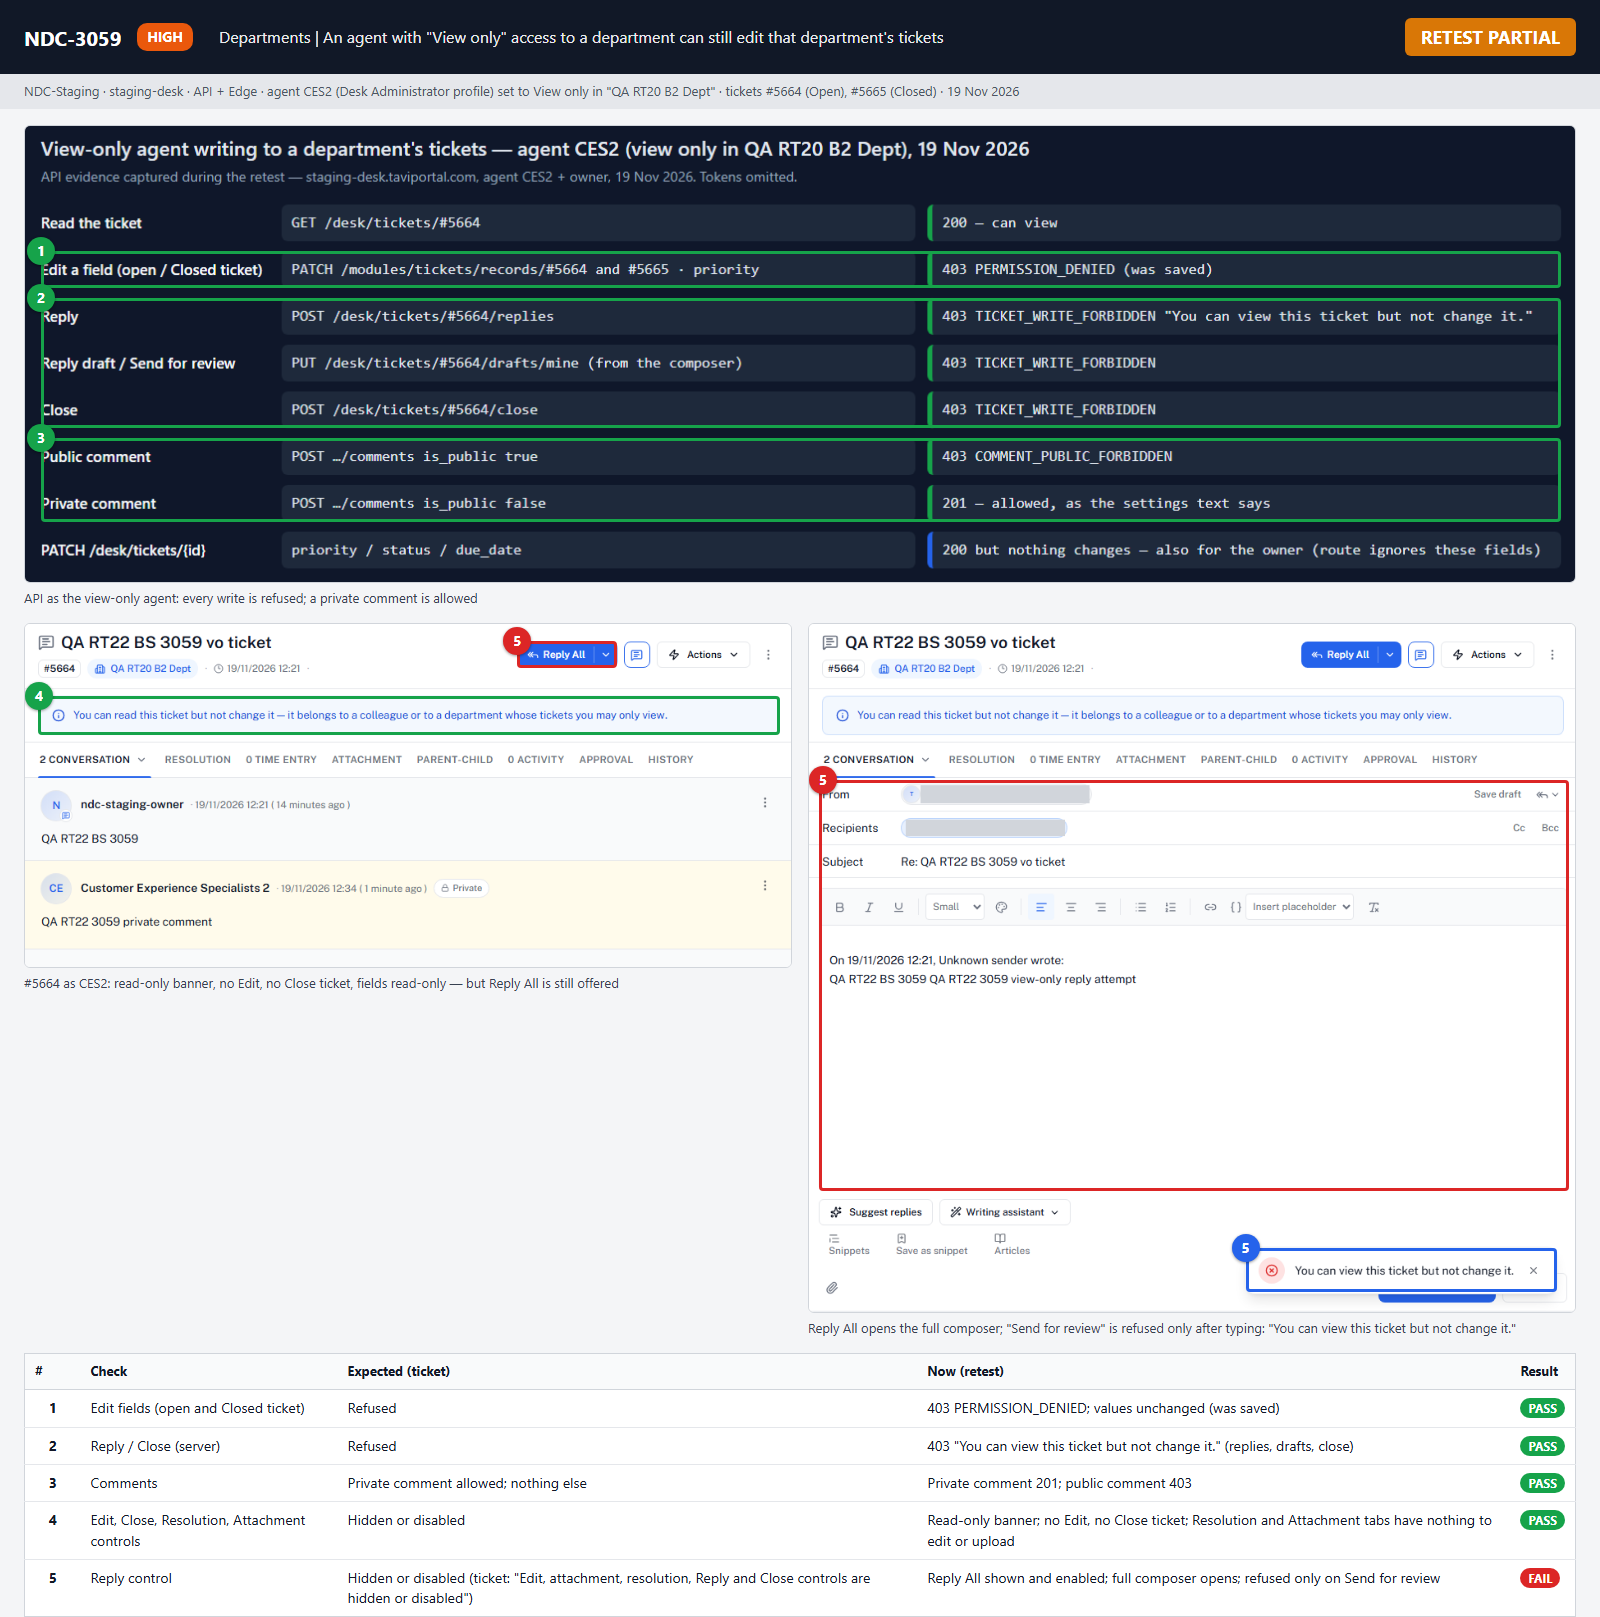 NDC-3059 HIGH Departments | An agent with "View only" access to a department can still edit that department's tickets RETEST PARTIAL
NDC-Staging · staging-desk · API + Edge · agent CES2 (Desk Administrator profile) set to View only in "QA RT20 B2 Dept" · tickets #5664 (Open), #5665 (Closed) · 19 Nov 2026
View-only agent writing to a department's tickets — agent CES2 (view only in QA RT20 B2 Dept), 19 Nov 2026
API evidence captured during the retest — staging-desk.taviportal.com, agent CES2 + owner, 19 Nov 2026. Tokens omitted.
Read the ticket GET /desk/tickets/#5664 200 — can view
1
Edit a field (open / Closed ticket) PATCH /modules/tickets/records/#5664 and #5665 · priority 403 PERMISSION_DENIED (was saved)
2
Reply POST /desk/tickets/#5664/replies 403 TICKET_WRITE_FORBIDDEN "You can view this ticket but not change it."
Reply draft / Send for review PUT /desk/tickets/#5664/drafts/mine (from the composer) 403 TICKET_WRITE_FORBIDDEN
Close POST /desk/tickets/#5664/close 403 TICKET_WRITE_FORBIDDEN
3
Public comment POST …/comments is_public true 403 COMMENT_PUBLIC_FORBIDDEN
Private comment POST …/comments is_public false 201 — allowed, as the settings text says
PATCH /desk/tickets/{id} priority / status / due_date 200 but nothing changes — also for the owner (route ignores these fields)
API as the view-only agent: every write is refused; a private comment is allowed
QA RT22 BS 3059 vo ticket 5 Reply All Actions
#5664 QA RT20 B2 Dept · 19/11/2026 12:21 ·
4
You can read this ticket but not change it — it belongs to a colleague or to a department whose tickets you may only view.
2 CONVERSATION RESOLUTION 0 TIME ENTRY ATTACHMENT PARENT-CHILD 0 ACTIVITY APPROVAL HISTORY
N ndc-staging-owner · 19/11/2026 12:21 ( 14 minutes ago )
QA RT22 BS 3059
CE Customer Experience Specialists 2 · 19/11/2026 12:34 ( 1 minute ago ) Private
QA RT22 3059 private comment
#5664 as CES2: read-only banner, no Edit, no Close ticket, fields read-only — but Reply All is still offered
QA RT22 BS 3059 vo ticket Reply All Actions
#5664 QA RT20 B2 Dept · 19/11/2026 12:21 ·
You can read this ticket but not change it — it belongs to a colleague or to a department whose tickets you may only view.
2 CONVERSATION RESOLUTION 0 TIME ENTRY ATTACHMENT PARENT-CHILD 0 ACTIVITY APPROVAL HISTORY
5
From T Save draft
Recipients Cc Bcc
Subject Re: QA RT22 BS 3059 vo ticket
B I U Small { } Insert placeholder Tx
On 19/11/2026 12:21, Unknown sender wrote:
QA RT22 BS 3059 QA RT22 3059 view-only reply attempt
Suggest replies Writing assistant
Snippets Save as snippet Articles
5
You can view this ticket but not change it.
Reply All opens the full composer; "Send for review" is refused only after typing: "You can view this ticket but not change it."
# Check Expected (ticket) Now (retest) Result
1 Edit fields (open and Closed ticket) Refused 403 PERMISSION_DENIED; values unchanged (was saved) PASS
2 Reply / Close (server) Refused 403 "You can view this ticket but not change it." (replies, drafts, close) PASS
3 Comments Private comment allowed; nothing else Private comment 201; public comment 403 PASS
4 Edit, Close, Resolution, Attachment controls Hidden or disabled Read-only banner; no Edit, no Close ticket; Resolution and Attachment tabs have nothing to edit or upload PASS
5 Reply control Hidden or disabled (ticket: "Edit, attachment, resolution, Reply and Close controls are hidden or disabled") Reply All shown and enabled; full composer opens; refused only on Send for review FAIL